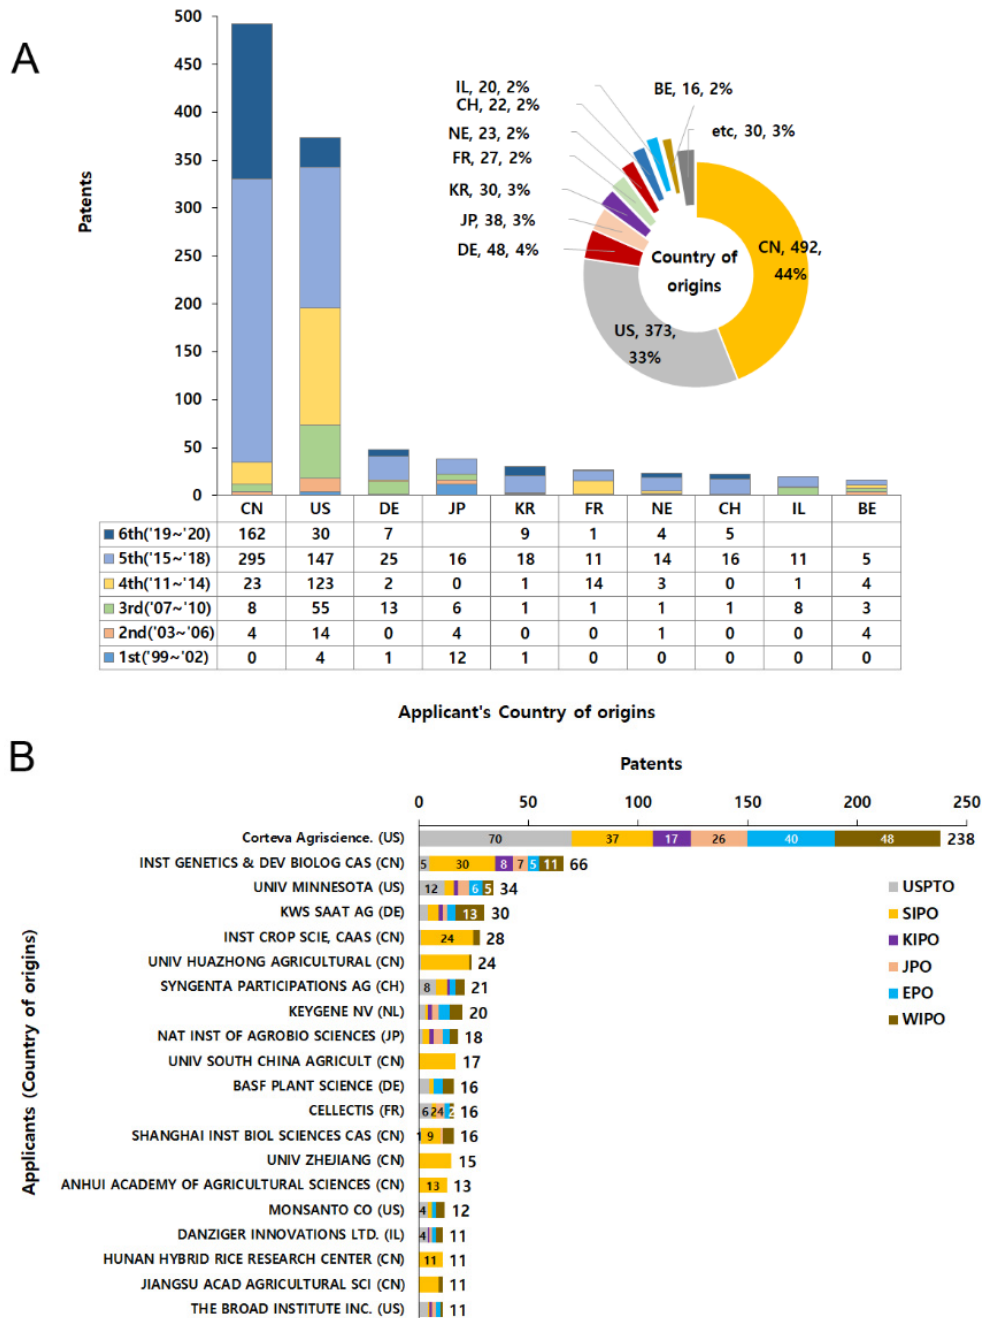 A
500
450
400
350
300
250
200
150
100
50
0
Patents
IL, 20, 2%
CH, 22, 2%
NE, 23, 2%
FR, 27, 2%
KR, 30, 3%
JP, 38, 3%
DE, 48, 4%
BE, 16, 2%
etc, 30, 3%
CN, 492,
44%
US, 373,
33%
Country of
origins
CN US DE JP KR FR NE CH IL BE
6th('19~'20) 162 30 7 9 1 4 5
5th('15~'18) 295 147 25 16 18 11 14 16 11 5
4th('11~'14) 23 123 2 0 1 14 3 0 1 4
3rd('07~'10) 8 55 13 6 1 1 1 1 8 3
2nd('03~'06) 4 14 0 4 0 0 1 0 0 4
1st('99~'02) 0 4 1 12 1 0 0 0 0 0
Applicant's Country of origins
B
Patents
0 50 100 150 200 250
Applicants (Country of origins)
Corteva Agriscience. (US) 70 37 17 26 40 48 238
INST GENETICS & DEV BIOLOG CAS (CN) 5 30 8 7 5 11 66
UNIV MINNESOTA (US) 12 6 5 34
KWS SAAT AG (DE) 13 30
INST CROP SCIE, CAAS (CN) 24 28
UNIV HUAZHONG AGRICULTURAL (CN) 24
SYNGENTA PARTICIPATIONS AG (CH) 8 21
KEYGENE NV (NL) 20
NAT INST OF AGROBIO SCIENCES (JP) 18
UNIV SOUTH CHINA AGRICULT (CN) 17
BASF PLANT SCIENCE (DE) 16
CELLECTIS (FR) 6 2 4 2 16
SHANGHAI INST BIOL SCIENCES CAS (CN) 1 9 16
UNIV ZHEJIANG (CN) 15
ANHUI ACADEMY OF AGRICULTURAL SCIENCES (CN) 13 13
MONSANTO CO (US) 4 12
DANZIGER INNOVATIONS LTD. (IL) 4 11
HUNAN HYBRID RICE RESEARCH CENTER (CN) 11 11
JIANGSU ACAD AGRICULTURAL SCI (CN) 11
THE BROAD INSTITUTE INC. (US) 11
USPTO
SIPO
KIPO
JPO
EPO
WIPO